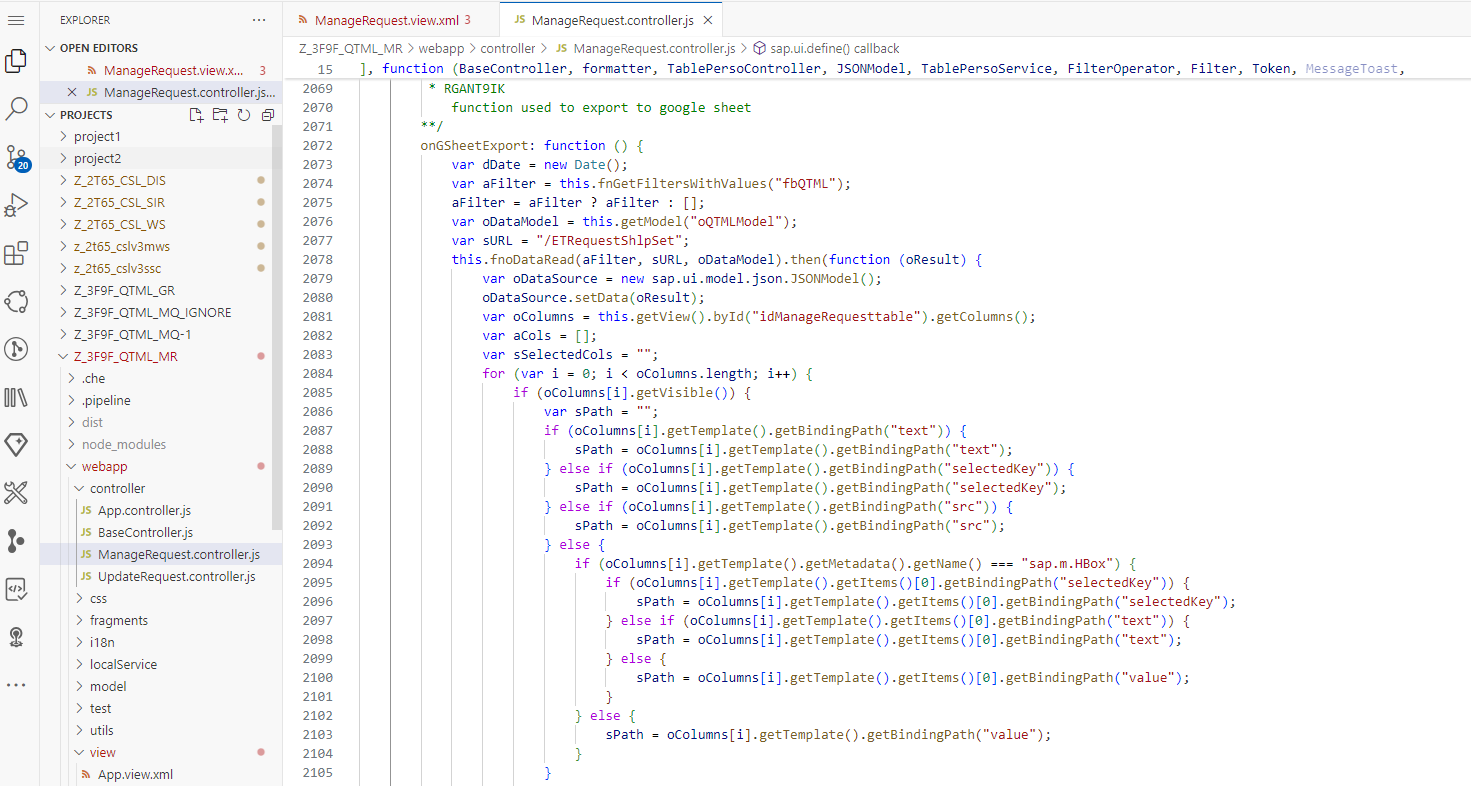 EXPLORER
OPEN EDITORS
ManageRequest.view.x... 3
JS ManageRequest.controller.js...
PROJECTS
project1
project2
Z_2T65_CSL_DIS
Z_2T65_CSL_SIR
20
Z_2T65_CSL_WS
z_2t65_cslv3mws
z_2t65_cslv3ssc
Z_3F9F_QTML_GR
Z_3F9F_QTML_MQ_IGNORE
Z_3F9F_QTML_MQ-1
Z_3F9F_QTML_MR
.che
.pipeline
dist
node_modules
webapp
controller
JS App.controller.js
JS BaseController.js
JS ManageRequest.controller.js
JS UpdateRequest.controller.js
css
fragments
i18n
localService
model
test
utils
view
App.view.xml
ManageRequest.view.xml 3
JS ManageRequest.controller.js
Z_3F9F_QTML_MR > webapp > controller > JS ManageRequest.controller.js > sap.ui.define() callback
15 ], function (BaseController, formatter, TablePersoController, JSONModel, TablePersoService, FilterOperator, Filter, Token, MessageToast,
2069 * RGANT9IK
2070 function used to export to google sheet
2071 **/
2072 onGSheetExport: function () {
2073 var dDate = new Date();
2074 var aFilter = this.fnGetFiltersWithValues("fbQTML");
2075 aFilter = aFilter ? aFilter : [];
2076 var oDataModel = this.getModel("oQTMLModel");
2077 var sURL = "/ETRequestShlpSet";
2078 this.fnoDataRead(aFilter, sURL, oDataModel).then(function (oResult) {
2079 var oDataSource = new sap.ui.model.json.JSONModel();
2080 oDataSource.setData(oResult);
2081 var oColumns = this.getView().byId("idManageRequesttable").getColumns();
2082 var aCols = [];
2083 var sSelectedCols = "";
2084 for (var i = 0; i < oColumns.length; i++) {
2085 if (oColumns[i].getVisible()) {
2086 var sPath = "";
2087 if (oColumns[i].getTemplate().getBindingPath("text")) {
2088 sPath = oColumns[i].getTemplate().getBindingPath("text");
2089 } else if (oColumns[i].getTemplate().getBindingPath("selectedKey")) {
2090 sPath = oColumns[i].getTemplate().getBindingPath("selectedKey");
2091 } else if (oColumns[i].getTemplate().getBindingPath("src")) {
2092 sPath = oColumns[i].getTemplate().getBindingPath("src");
2093 } else {
2094 if (oColumns[i].getTemplate().getMetadata().getName() === "sap.m.HBox") {
2095 if (oColumns[i].getTemplate().getItems()[0].getBindingPath("selectedKey")) {
2096 sPath = oColumns[i].getTemplate().getItems()[0].getBindingPath("selectedKey");
2097 } else if (oColumns[i].getTemplate().getItems()[0].getBindingPath("text")) {
2098 sPath = oColumns[i].getTemplate().getItems()[0].getBindingPath("text");
2099 } else {
2100 sPath = oColumns[i].getTemplate().getItems()[0].getBindingPath("value");
2101 }
2102 } else {
2103 sPath = oColumns[i].getTemplate().getBindingPath("value");
2104 }
2105 }